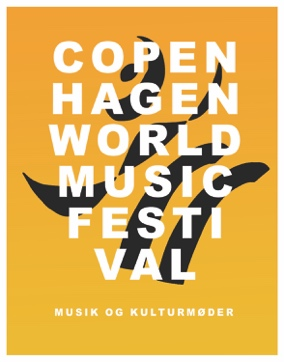 COPEN
HAGEN
WORLD
MUSIC
FESTI
VAL
MUSIK OG KULTURMØDER